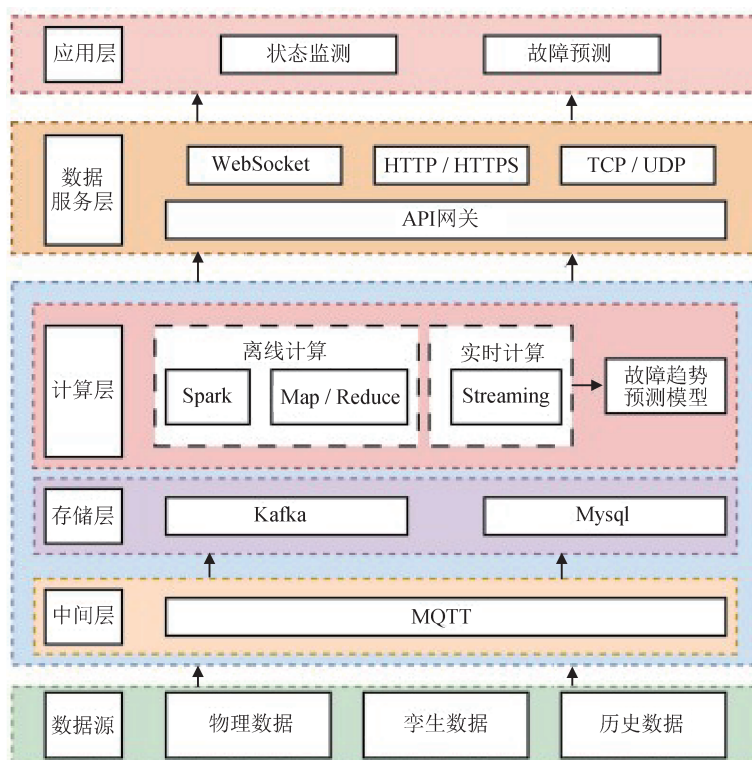 应用层
状态监测
故障预测
数据
服务层
WebSocket
HTTP / HTTPS
TCP / UDP
API网关
计算层
离线计算
Spark
Map / Reduce
实时计算
Streaming
故障趋势
预测模型
存储层
Kafka
Mysql
中间层
MQTT
数据源
物理数据
孪生数据
历史数据